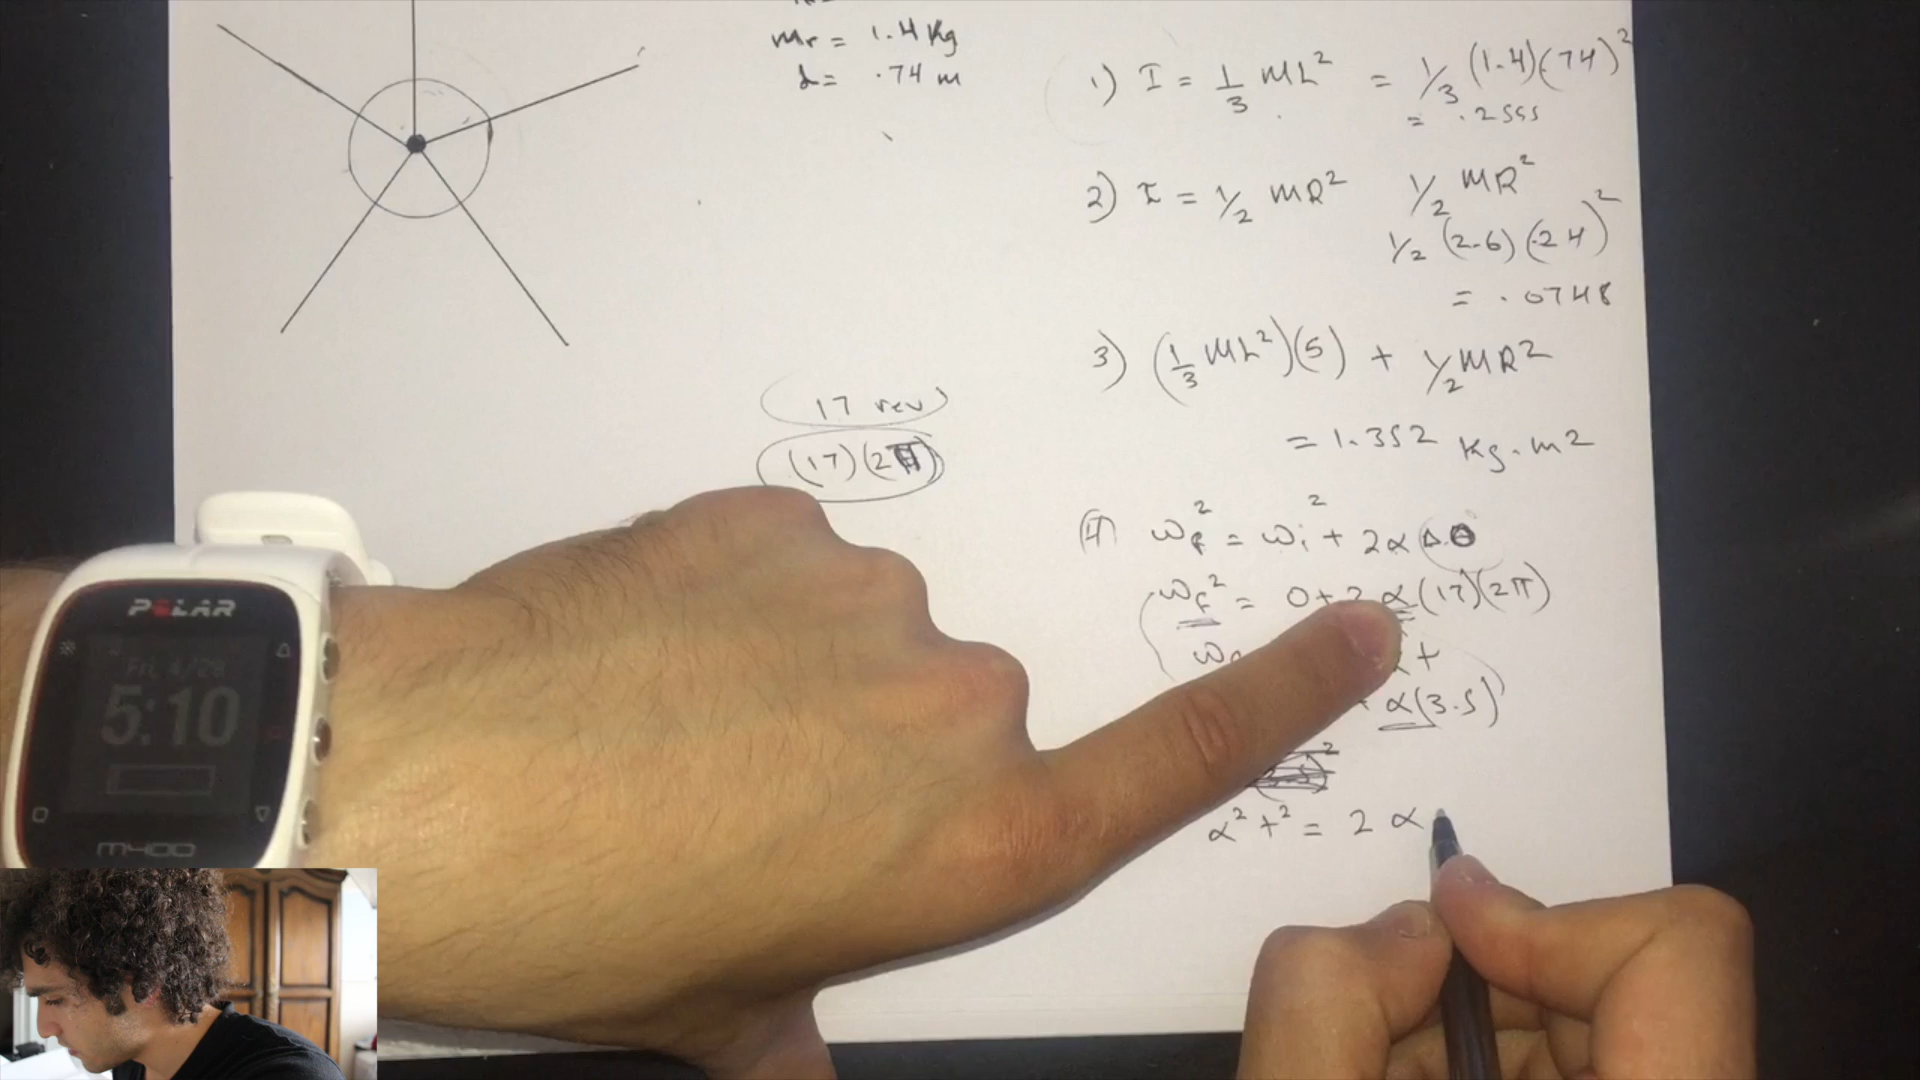 mᵣ = 1.4 Kg
L = .74 m
1) I = 1/3 ML² = 1/3 (1.4)(.74)²
= .2555
2) I = 1/2 MR² 1/2 MR²
1/2 (2.6)(.24)²
= .0748
3) (1/3 ML²)(5) + 1/2 MR²
= 1.352 Kg.m2
17 rev
(17)(2π)
4) ωf² = ωi² + 2α Δθ
ωf² = 0 + 2 α (17)(2π)
α t
α(3.5)
α² t² = 2 α
POLAR
Fri, 4/28
5:10
M400